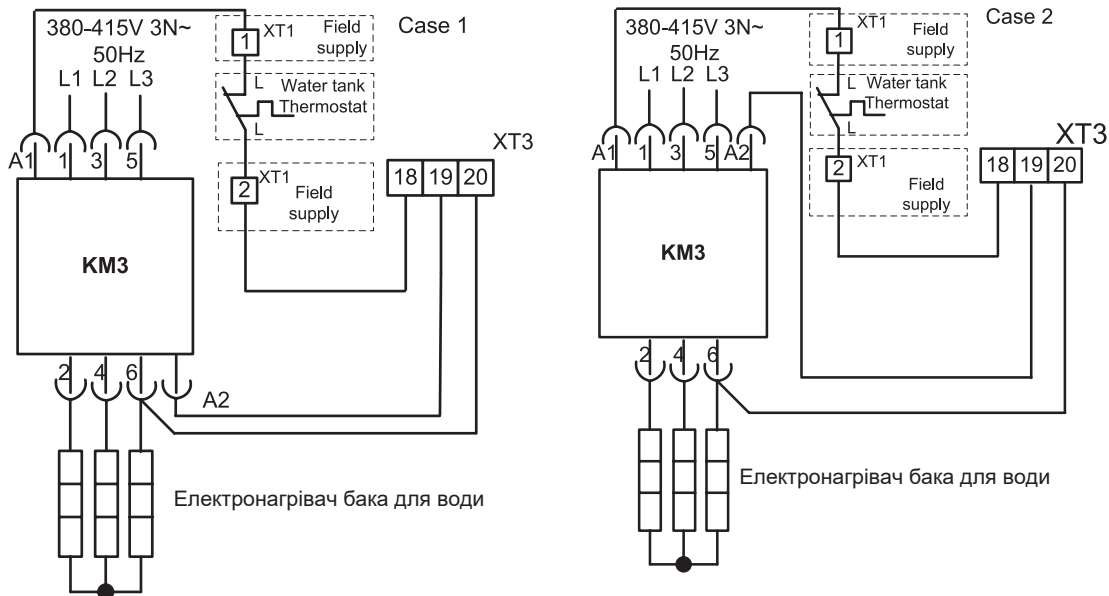 380-415V 3N~
50Hz
L1 L2 L3
1 XT1 Field
supply
Case 1
L Water tank
Thermostat
L
A1 1 3 5
2 XT1
Field
supply
XT3
18 19 20
KM3
2 4 6
A2
Електронагрівач бака для води
380-415V 3N~
50Hz
L1 L2 L3
1 XT1 Field
supply
Case 2
L Water tank
Thermostat
L
A1 1 3 5 A2
2 XT1
Field
supply
XT3
18 19 20
KM3
2 4 6
Електронагрівач бака для води